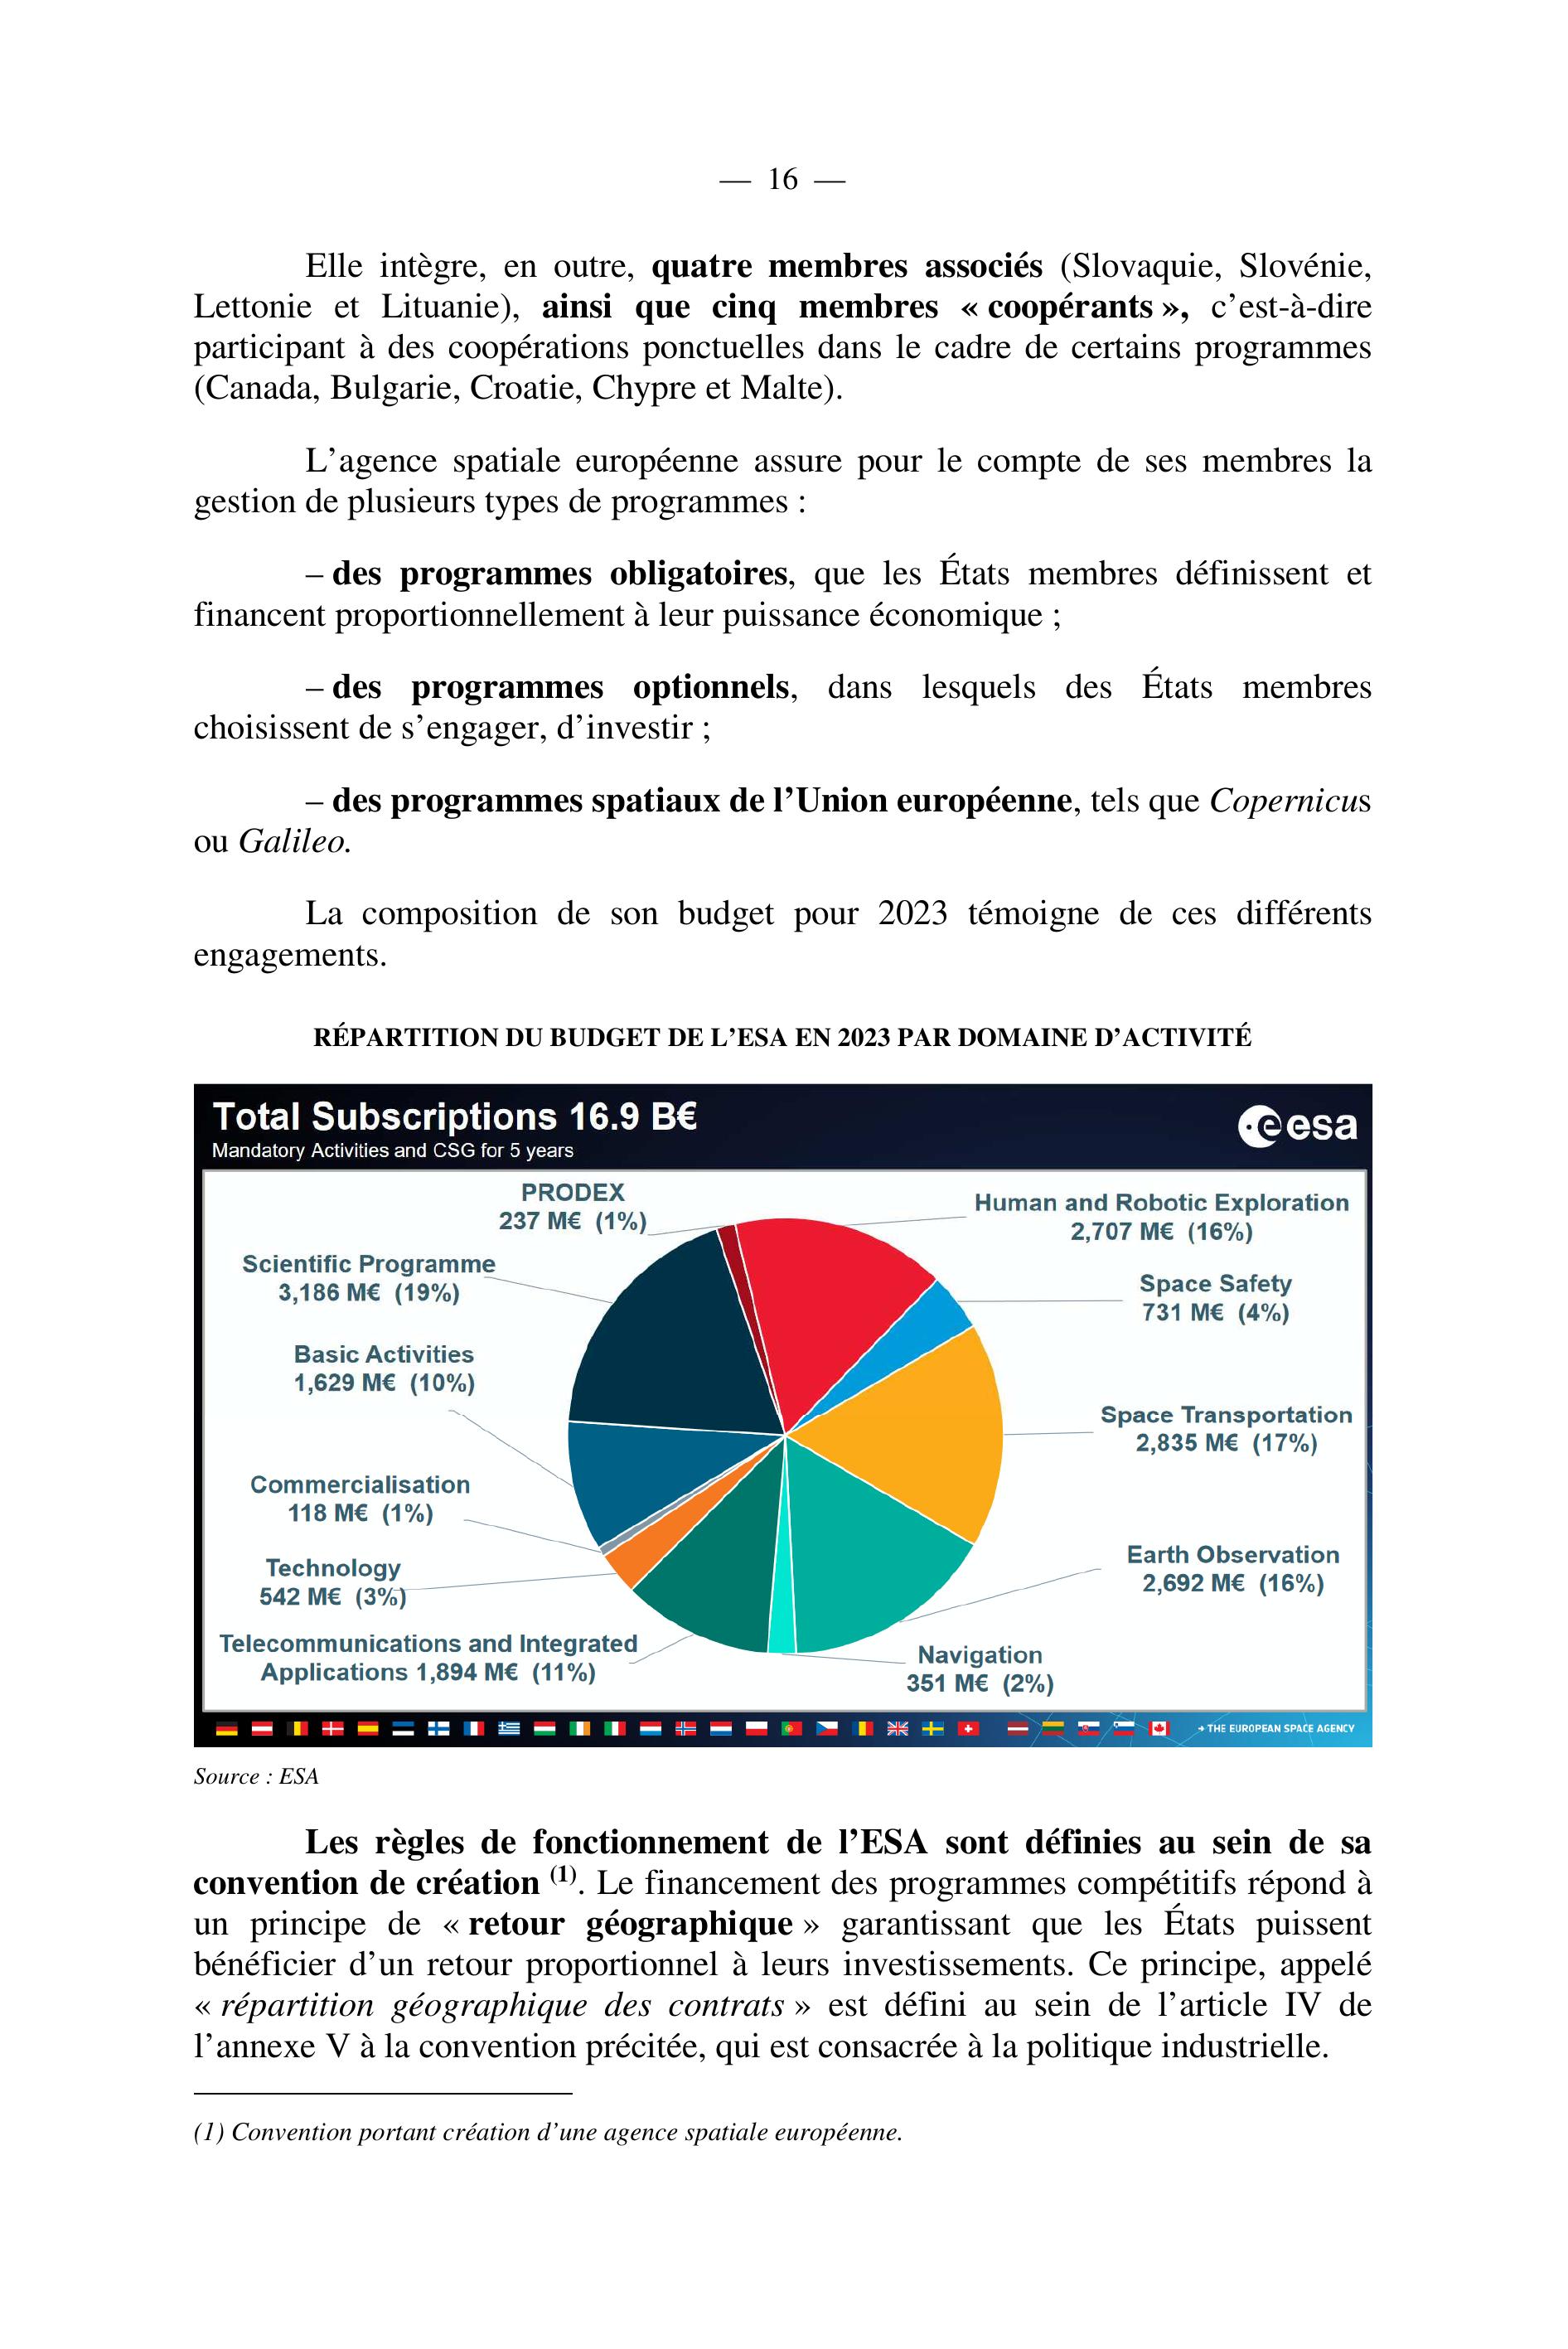 — 16 —
Elle intègre, en outre, quatre membres associés (Slovaquie, Slovénie,
Lettonie et Lituanie), ainsi que cinq membres « coopérants », c’est-à-dire
participant à des coopérations ponctuelles dans le cadre de certains programmes
(Canada, Bulgarie, Croatie, Chypre et Malte).
L’agence spatiale européenne assure pour le compte de ses membres la
gestion de plusieurs types de programmes :
– des programmes obligatoires, que les États membres définissent et
financent proportionnellement à leur puissance économique ;
– des programmes optionnels, dans lesquels des États membres
choisissent de s’engager, d’investir ;
– des programmes spatiaux de l’Union européenne, tels que Copernicus
ou Galileo.
La composition de son budget pour 2023 témoigne de ces différents
engagements.
RÉPARTITION DU BUDGET DE L’ESA EN 2023 PAR DOMAINE D’ACTIVITÉ
Total Subscriptions 16.9 B€
Mandatory Activities and CSG for 5 years
esa
PRODEX
237 M€ (1%)
Human and Robotic Exploration
2,707 M€ (16%)
Scientific Programme
3,186 M€ (19%)
Space Safety
731 M€ (4%)
Basic Activities
1,629 M€ (10%)
Space Transportation
2,835 M€ (17%)
Commercialisation
118 M€ (1%)
Earth Observation
2,692 M€ (16%)
Technology
542 M€ (3%)
Telecommunications and Integrated
Applications 1,894 M€ (11%)
Navigation
351 M€ (2%)
→ THE EUROPEAN SPACE AGENCY
Source : ESA
Les règles de fonctionnement de l’ESA sont définies au sein de sa
convention de création (1). Le financement des programmes compétitifs répond à
un principe de « retour géographique » garantissant que les États puissent
bénéficier d’un retour proportionnel à leurs investissements. Ce principe, appelé
« répartition géographique des contrats » est défini au sein de l’article IV de
l’annexe V à la convention précitée, qui est consacrée à la politique industrielle.
(1) Convention portant création d’une agence spatiale européenne.